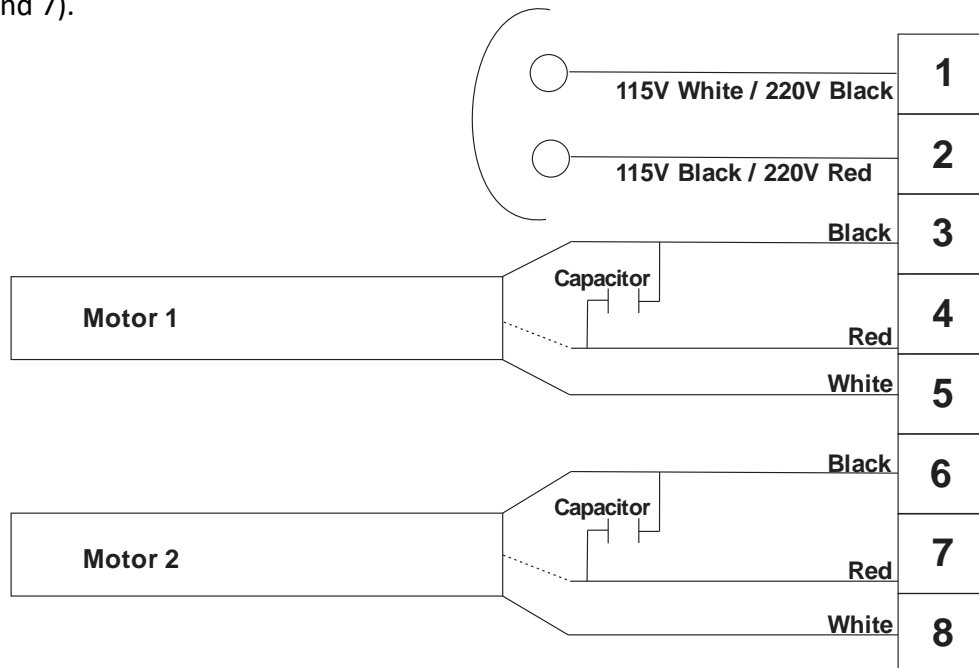 nd 7).
1
115V White / 220V Black
2
115V Black / 220V Red
Black
3
Capacitor
Motor 1
4
Red
White
5
Black
6
Capacitor
Motor 2
7
Red
White
8